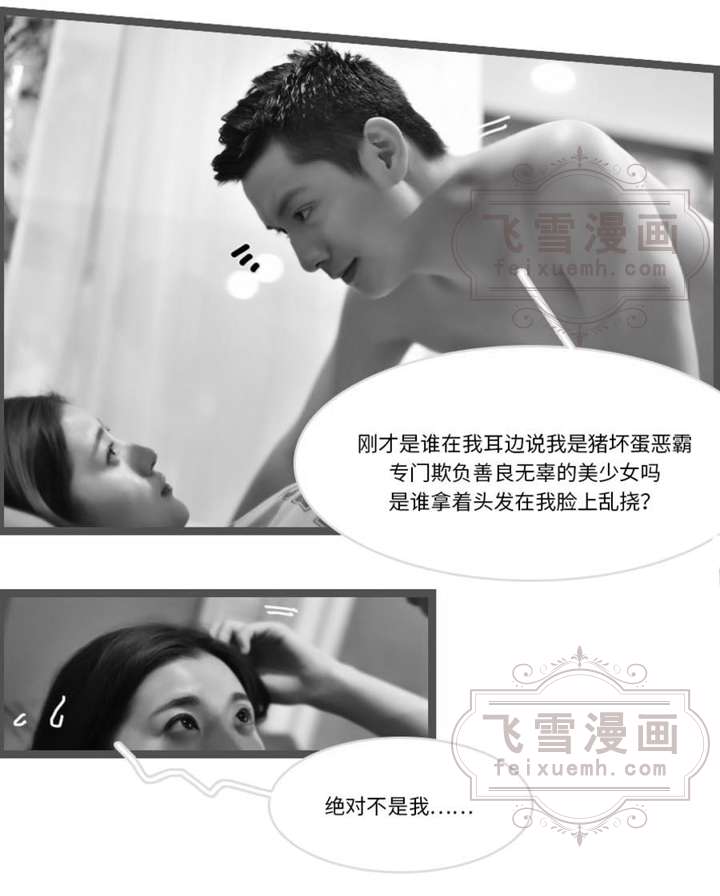 飞雪漫画
feixuemh.com
刚才是谁在我耳边说我是猪坏蛋恶霸
专门欺负善良无辜的美少女吗
是谁拿着头发在我脸上乱挠？
飞雪漫画
feixuemh.com
绝对不是我……